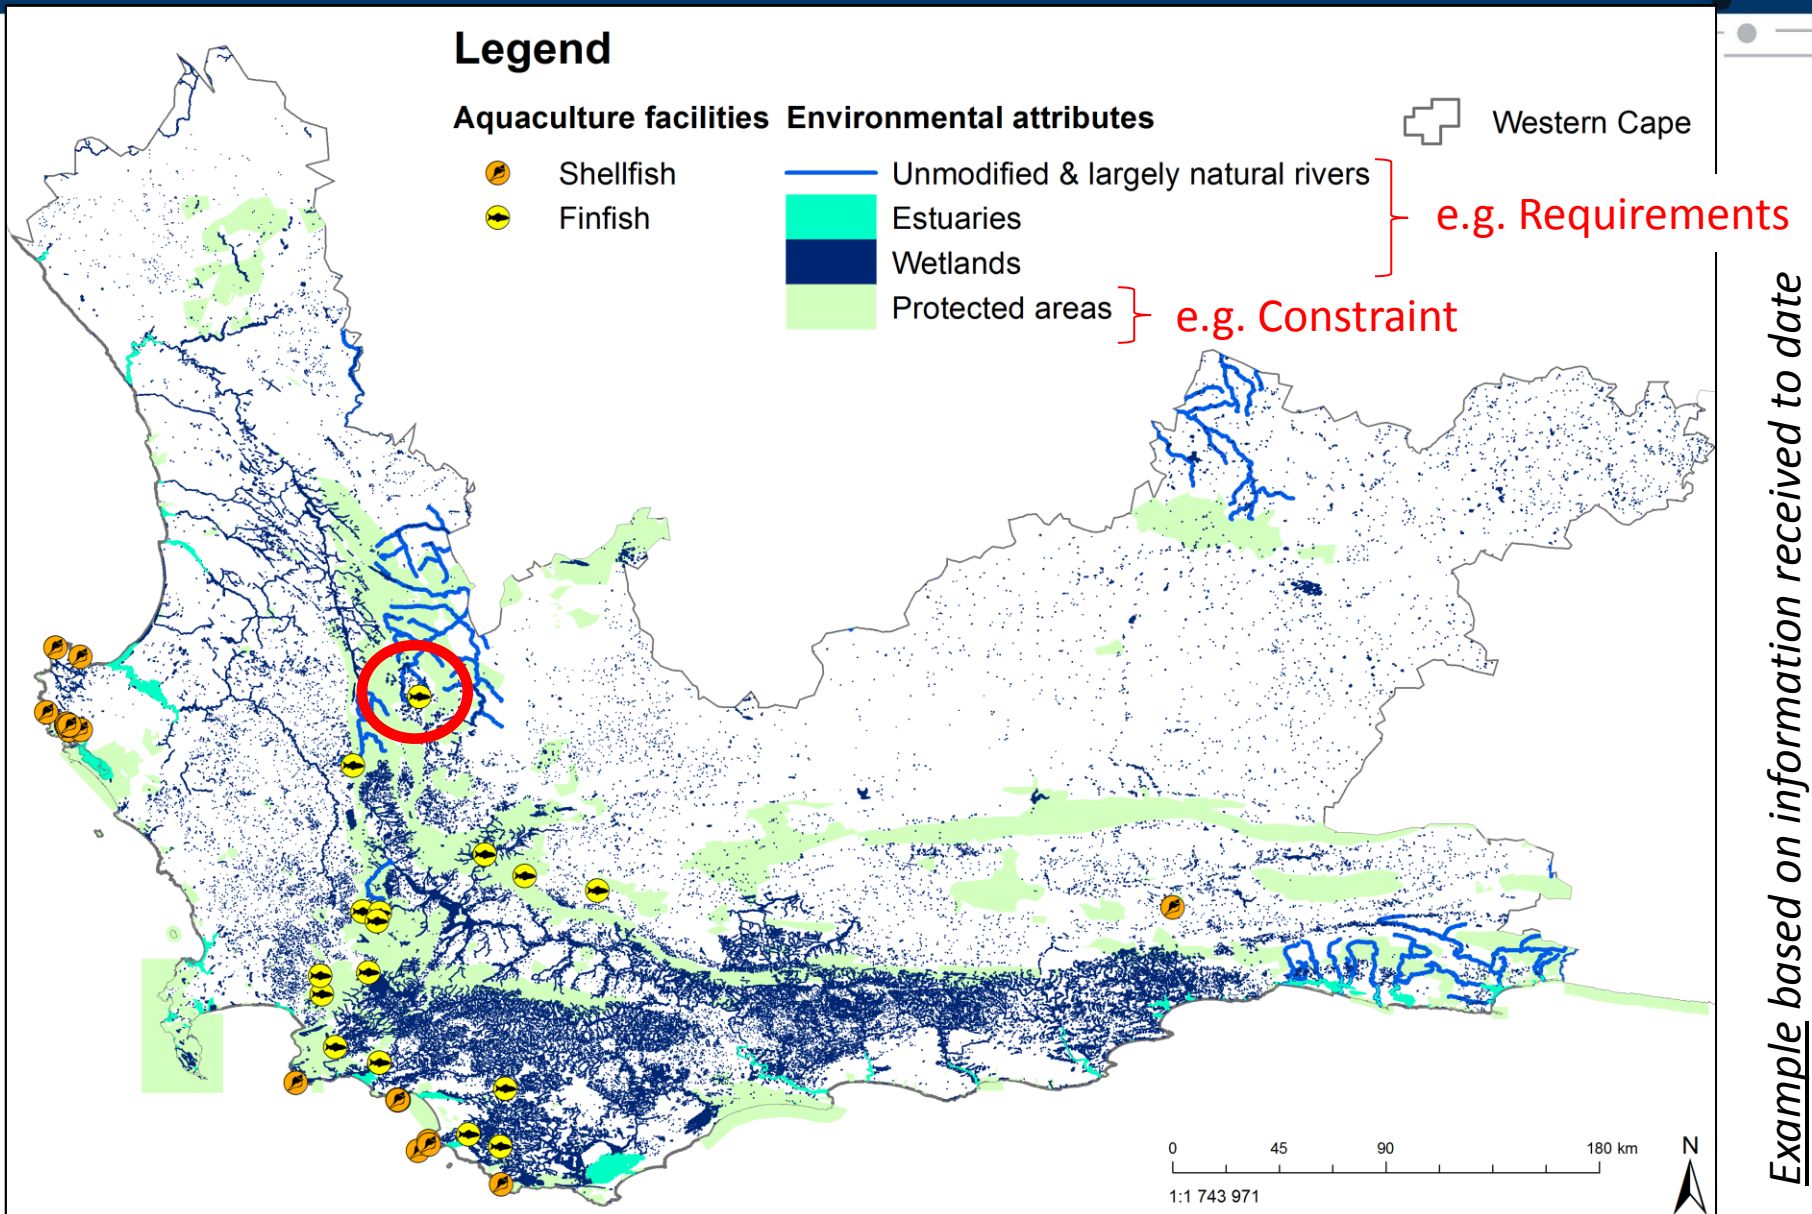 Legend
Aquaculture facilities
Shellfish
Finfish
Environmental attributes
Unmodified & largely natural rivers
Estuaries
Wetlands
Protected areas
Western Cape
e.g. Requirements
e.g. Constraint
Example based on information received to date
0 45 90 180 km
1:1 743 971
N